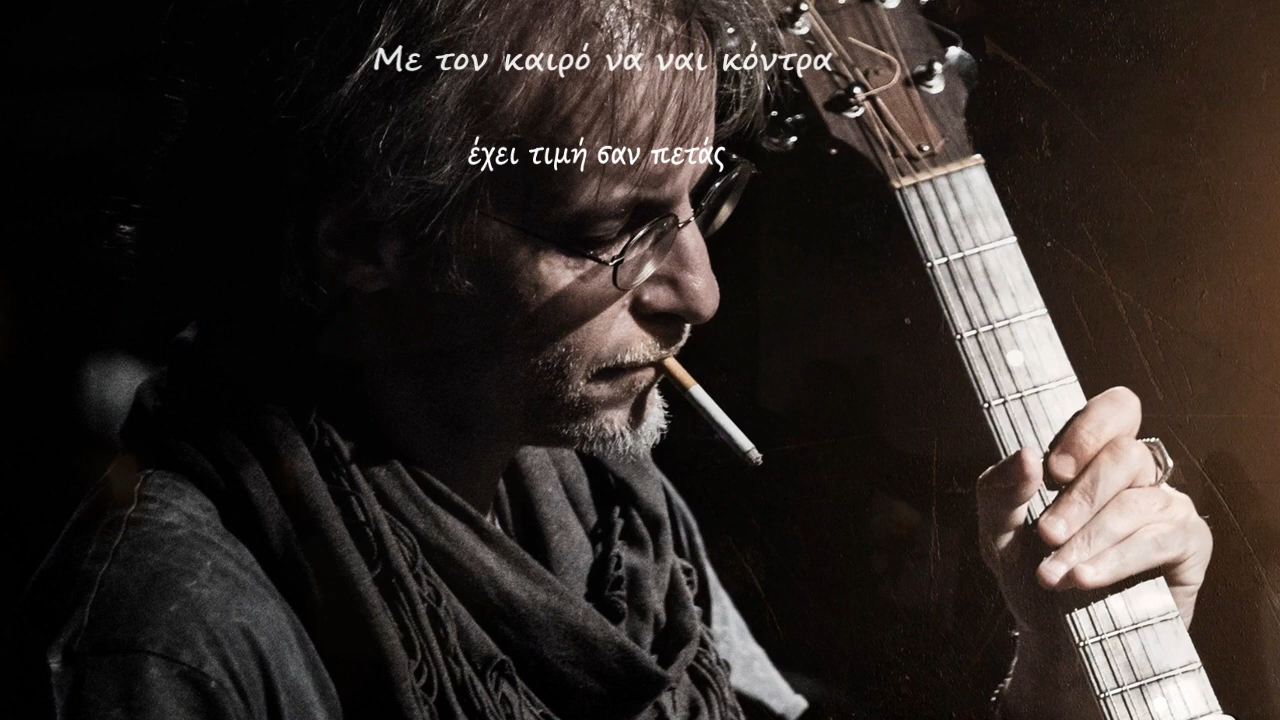 Με τον καιρό να ναι κόντρα
έχει τιμή σαν πετάς